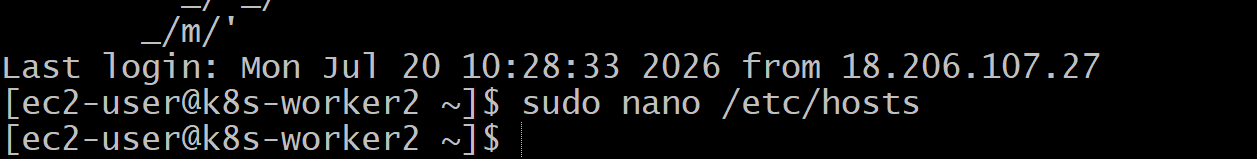 _/ _/
_/m/'
Last login: Mon Jul 20 10:28:33 2026 from 18.206.107.27
[ec2-user@k8s-worker2 ~]$ sudo nano /etc/hosts
[ec2-user@k8s-worker2 ~]$